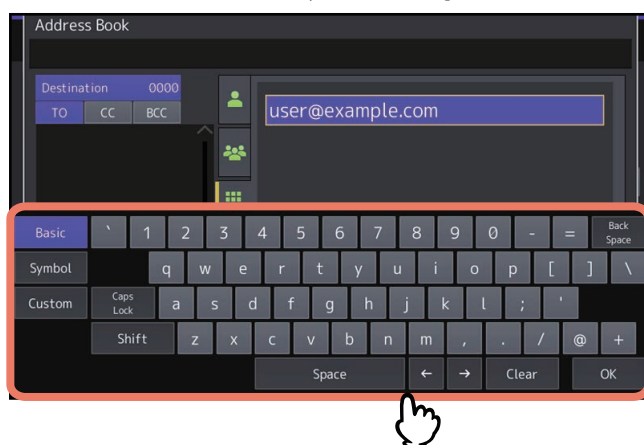 Address Book
Destination 0000
TO CC BCC
user@example.com
Basic ` 1 2 3 4 5 6 7 8 9 0 - = Back Space
Symbol q w e r t y u i o p [ ] \
Custom Caps Lock a s d f g h j k l ; '
Shift z x c v b n m , . / @ +
Space ← → Clear OK